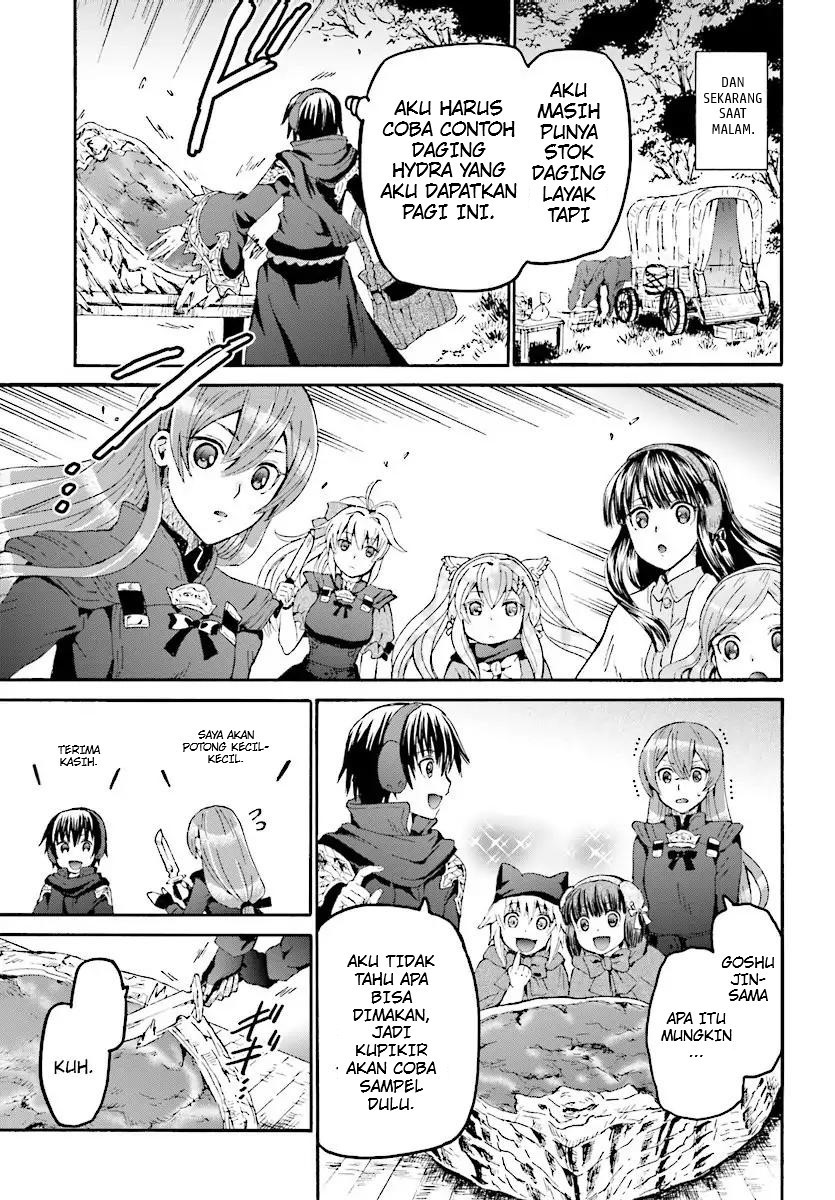 DAN
SEKARANG
SAAT
MALAM.
AKU
MASIH
PUNYA
STOK
DAGING
LAYAK
TAPI
AKU HARUS
COBA CONTOH
DAGING
HYDRA YANG
AKU DAPATKAN
PAGI INI.
GOSHU
JIN-
SAMA
APA ITU
MUNGKIN
...
AKU TIDAK
TAHU APA
BISA
DIMAKAN,
JADI
KUPIKIR
AKAN COBA
SAMPEL
DULU.
SAYA AKAN
POTONG KECIL-
KECIL.
TERIMA
KASIH.
KUH.